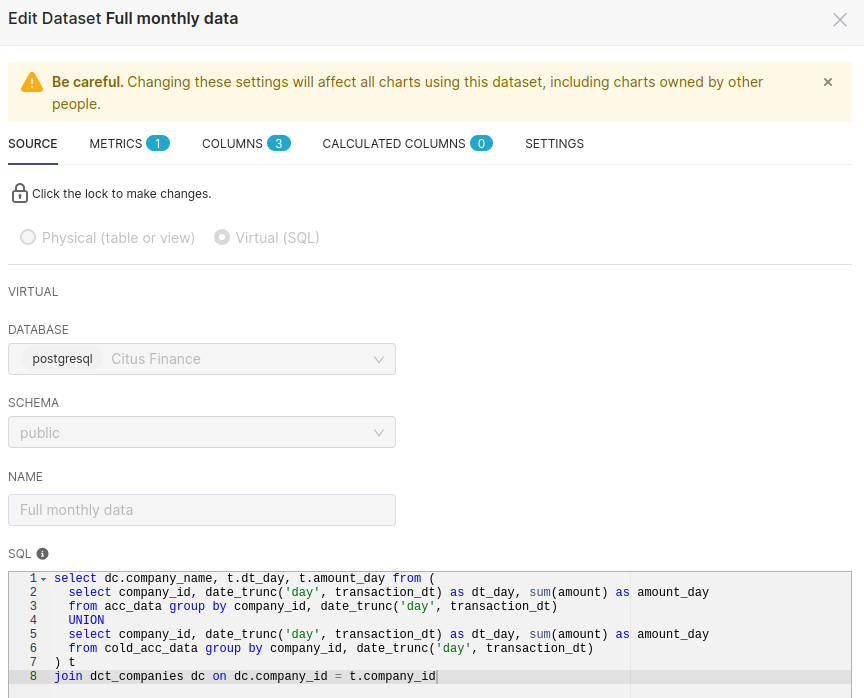 Edit Dataset Full monthly data
Be careful. Changing these settings will affect all charts using this dataset, including charts owned by other
people.
SOURCE METRICS 1 COLUMNS 3 CALCULATED COLUMNS 0 SETTINGS
Click the lock to make changes.
Physical (table or view) Virtual (SQL)
VIRTUAL
DATABASE
postgresql Citus Finance
SCHEMA
public
NAME
Full monthly data
SQL
1 select dc.company_name, t.dt_day, t.amount_day from (
2 select company_id, date_trunc('day', transaction_dt) as dt_day, sum(amount) as amount_day
3 from acc_data group by company_id, date_trunc('day', transaction_dt)
4 UNION
5 select company_id, date_trunc('day', transaction_dt) as dt_day, sum(amount) as amount_day
6 from cold_acc_data group by company_id, date_trunc('day', transaction_dt)
7 ) t
8 join dct_companies dc on dc.company_id = t.company_id